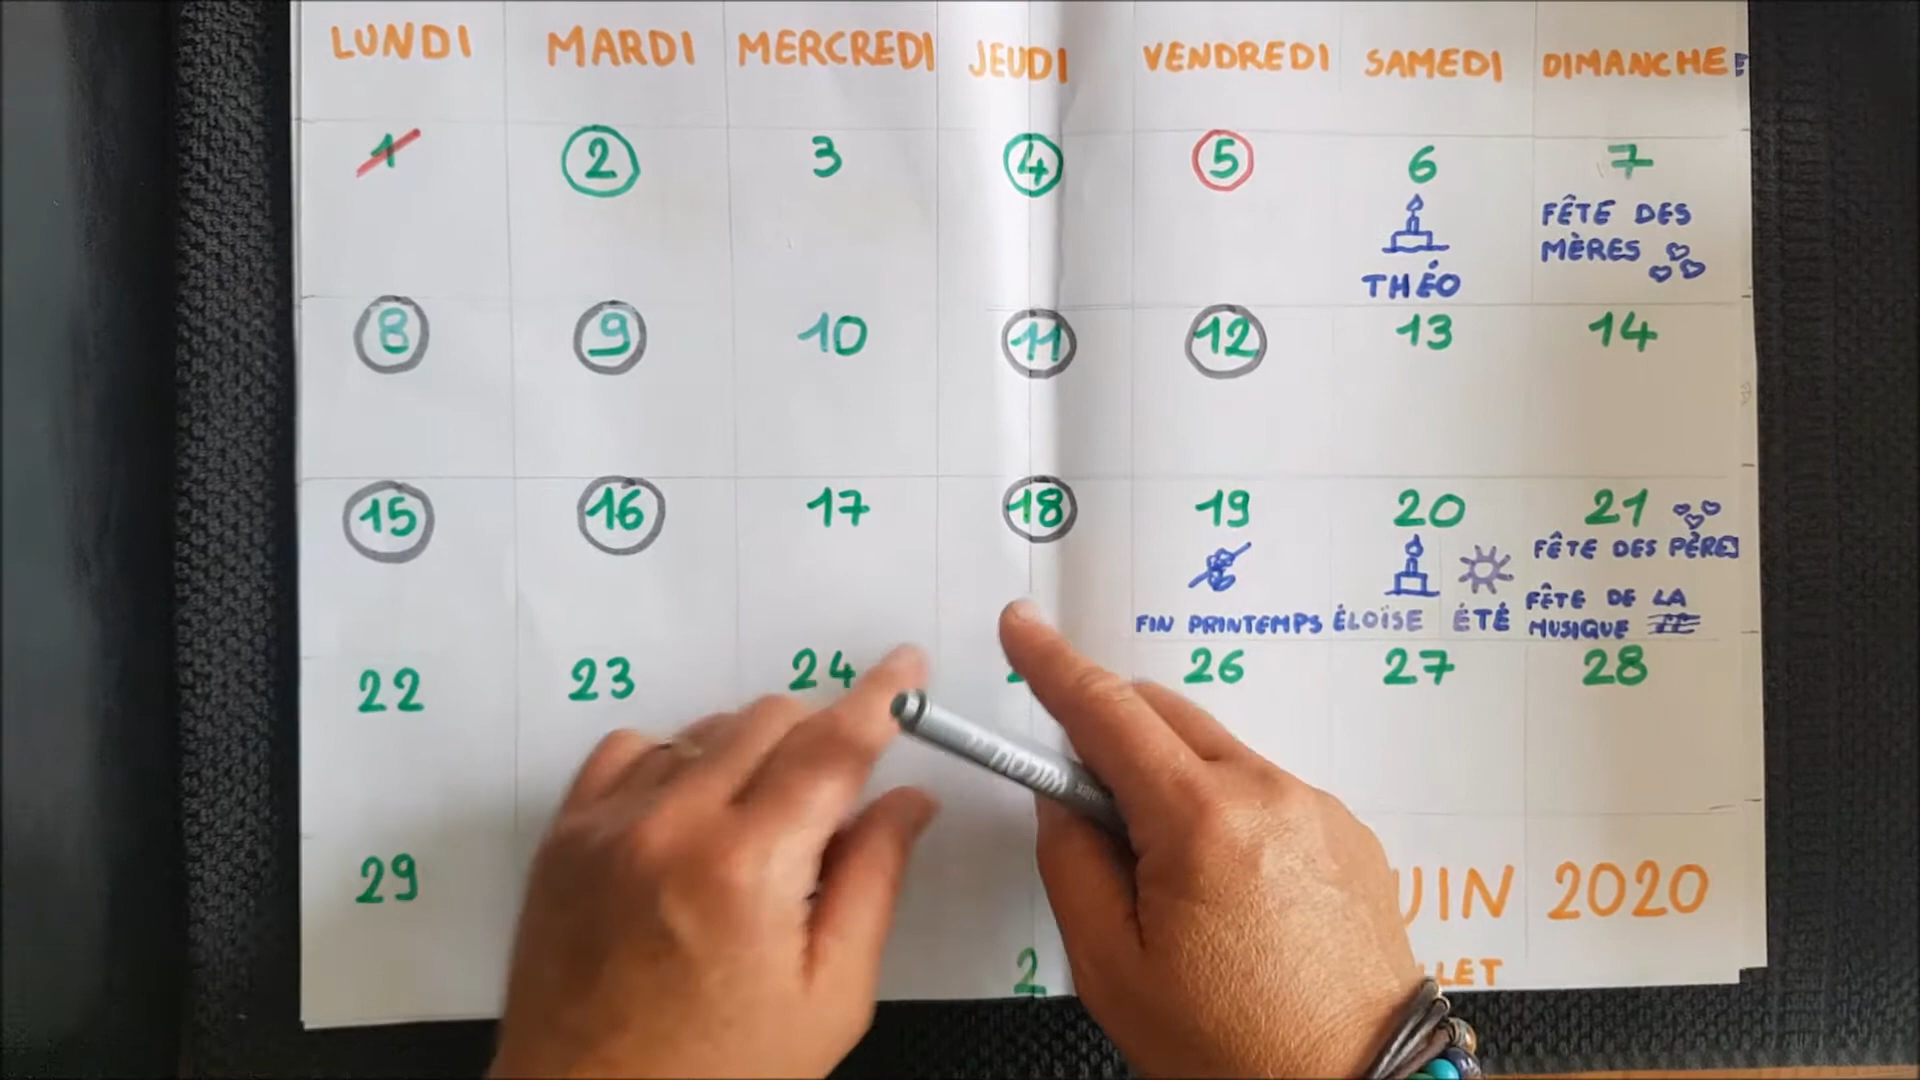 LUNDI MARDI MERCREDI JEUDI VENDREDI SAMEDI DIMANCHE
1 2 3 4 5 6 7
THÉO
FÊTE DES
MÈRES
8 9 10 11 12 13 14
15 16 17 18 19 20 21
FIN PRINTEMPS
ÉLOÏSE
ÉTÉ
FÊTE DES PÈRES
FÊTE DE LA
MUSIQUE
22 23 24 26 27 28
29
UIN 2020
2
LLET